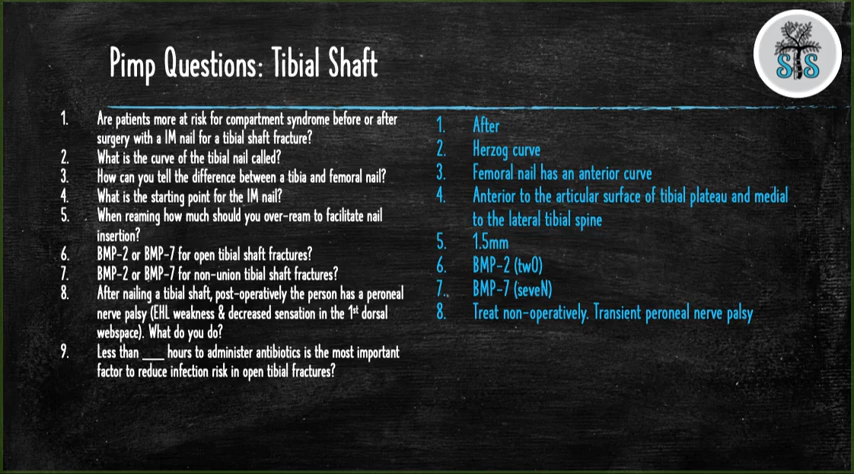 Pimp Questions: Tibial Shaft
STS
1. Are patients more at risk for compartment syndrome before or after
surgery with a IM nail for a tibial shaft fracture?
2. What is the curve of the tibial nail called?
3. How can you tell the difference between a tibia and femoral nail?
4. What is the starting point for the IM nail?
5. When reaming how much should you over-ream to facilitate nail
insertion?
6. BMP-2 or BMP-7 for open tibial shaft fractures?
7. BMP-2 or BMP-7 for non-union tibial shaft fractures?
8. After nailing a tibial shaft, post-operatively the person has a peroneal
nerve palsy (EHL weakness & decreased sensation in the 1st dorsal
webspace). What do you do?
9. Less than ___ hours to administer antibiotics is the most important
factor to reduce infection risk in open tibial fractures?
1. After
2. Herzog curve
3. Femoral nail has an anterior curve
4. Anterior to the articular surface of tibial plateau and medial
to the lateral tibial spine
5. 1.5mm
6. BMP-2 (twO)
7. BMP-7 (seveN)
8. Treat non-operatively. Transient peroneal nerve palsy